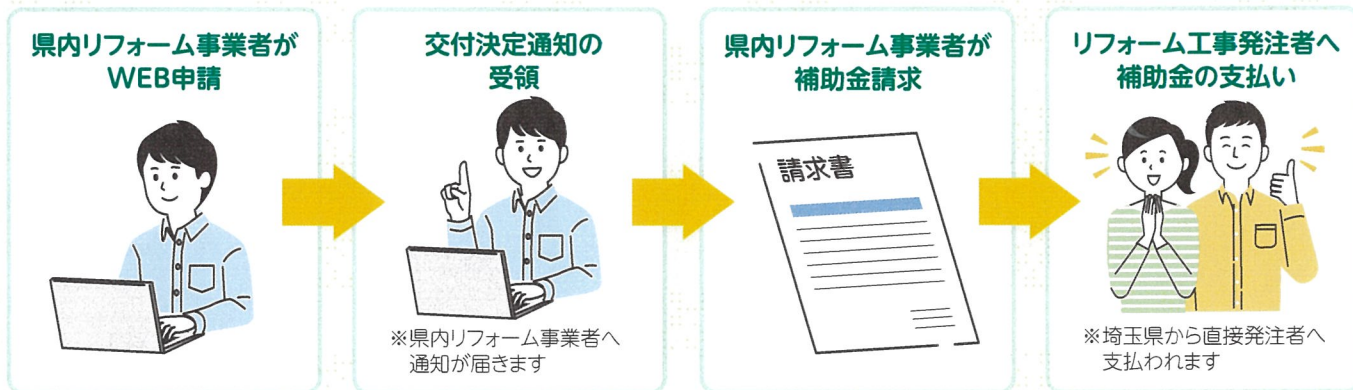 県内リフォーム事業者が
WEB申請
交付決定通知の
受領
※県内リフォーム事業者へ
通知が届きます
県内リフォーム事業者が
補助金請求
請求書
リフォーム工事発注者へ
補助金の支払い
※埼玉県から直接発注者へ
支払われます